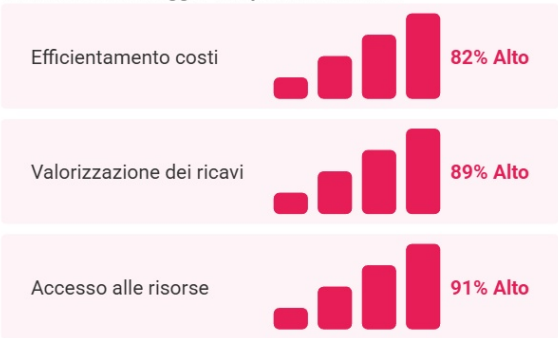 Efficientamento costi 82% Alto
Valorizzazione dei ricavi 89% Alto
Accesso alle risorse 91% Alto